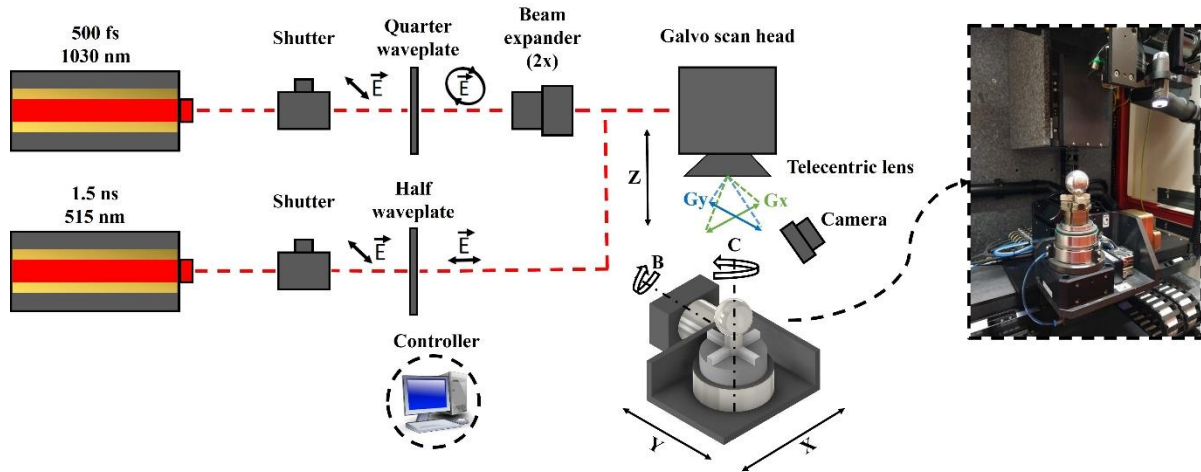 500 fs
1030 nm
Shutter
Quarter
waveplate
Beam
expander
(2x)
Galvo scan head
E
E
Z
Telecentric lens
Gy
Gx
Camera
1.5 ns
515 nm
Shutter
Half
waveplate
E
E
B
C
Controller
Y
X